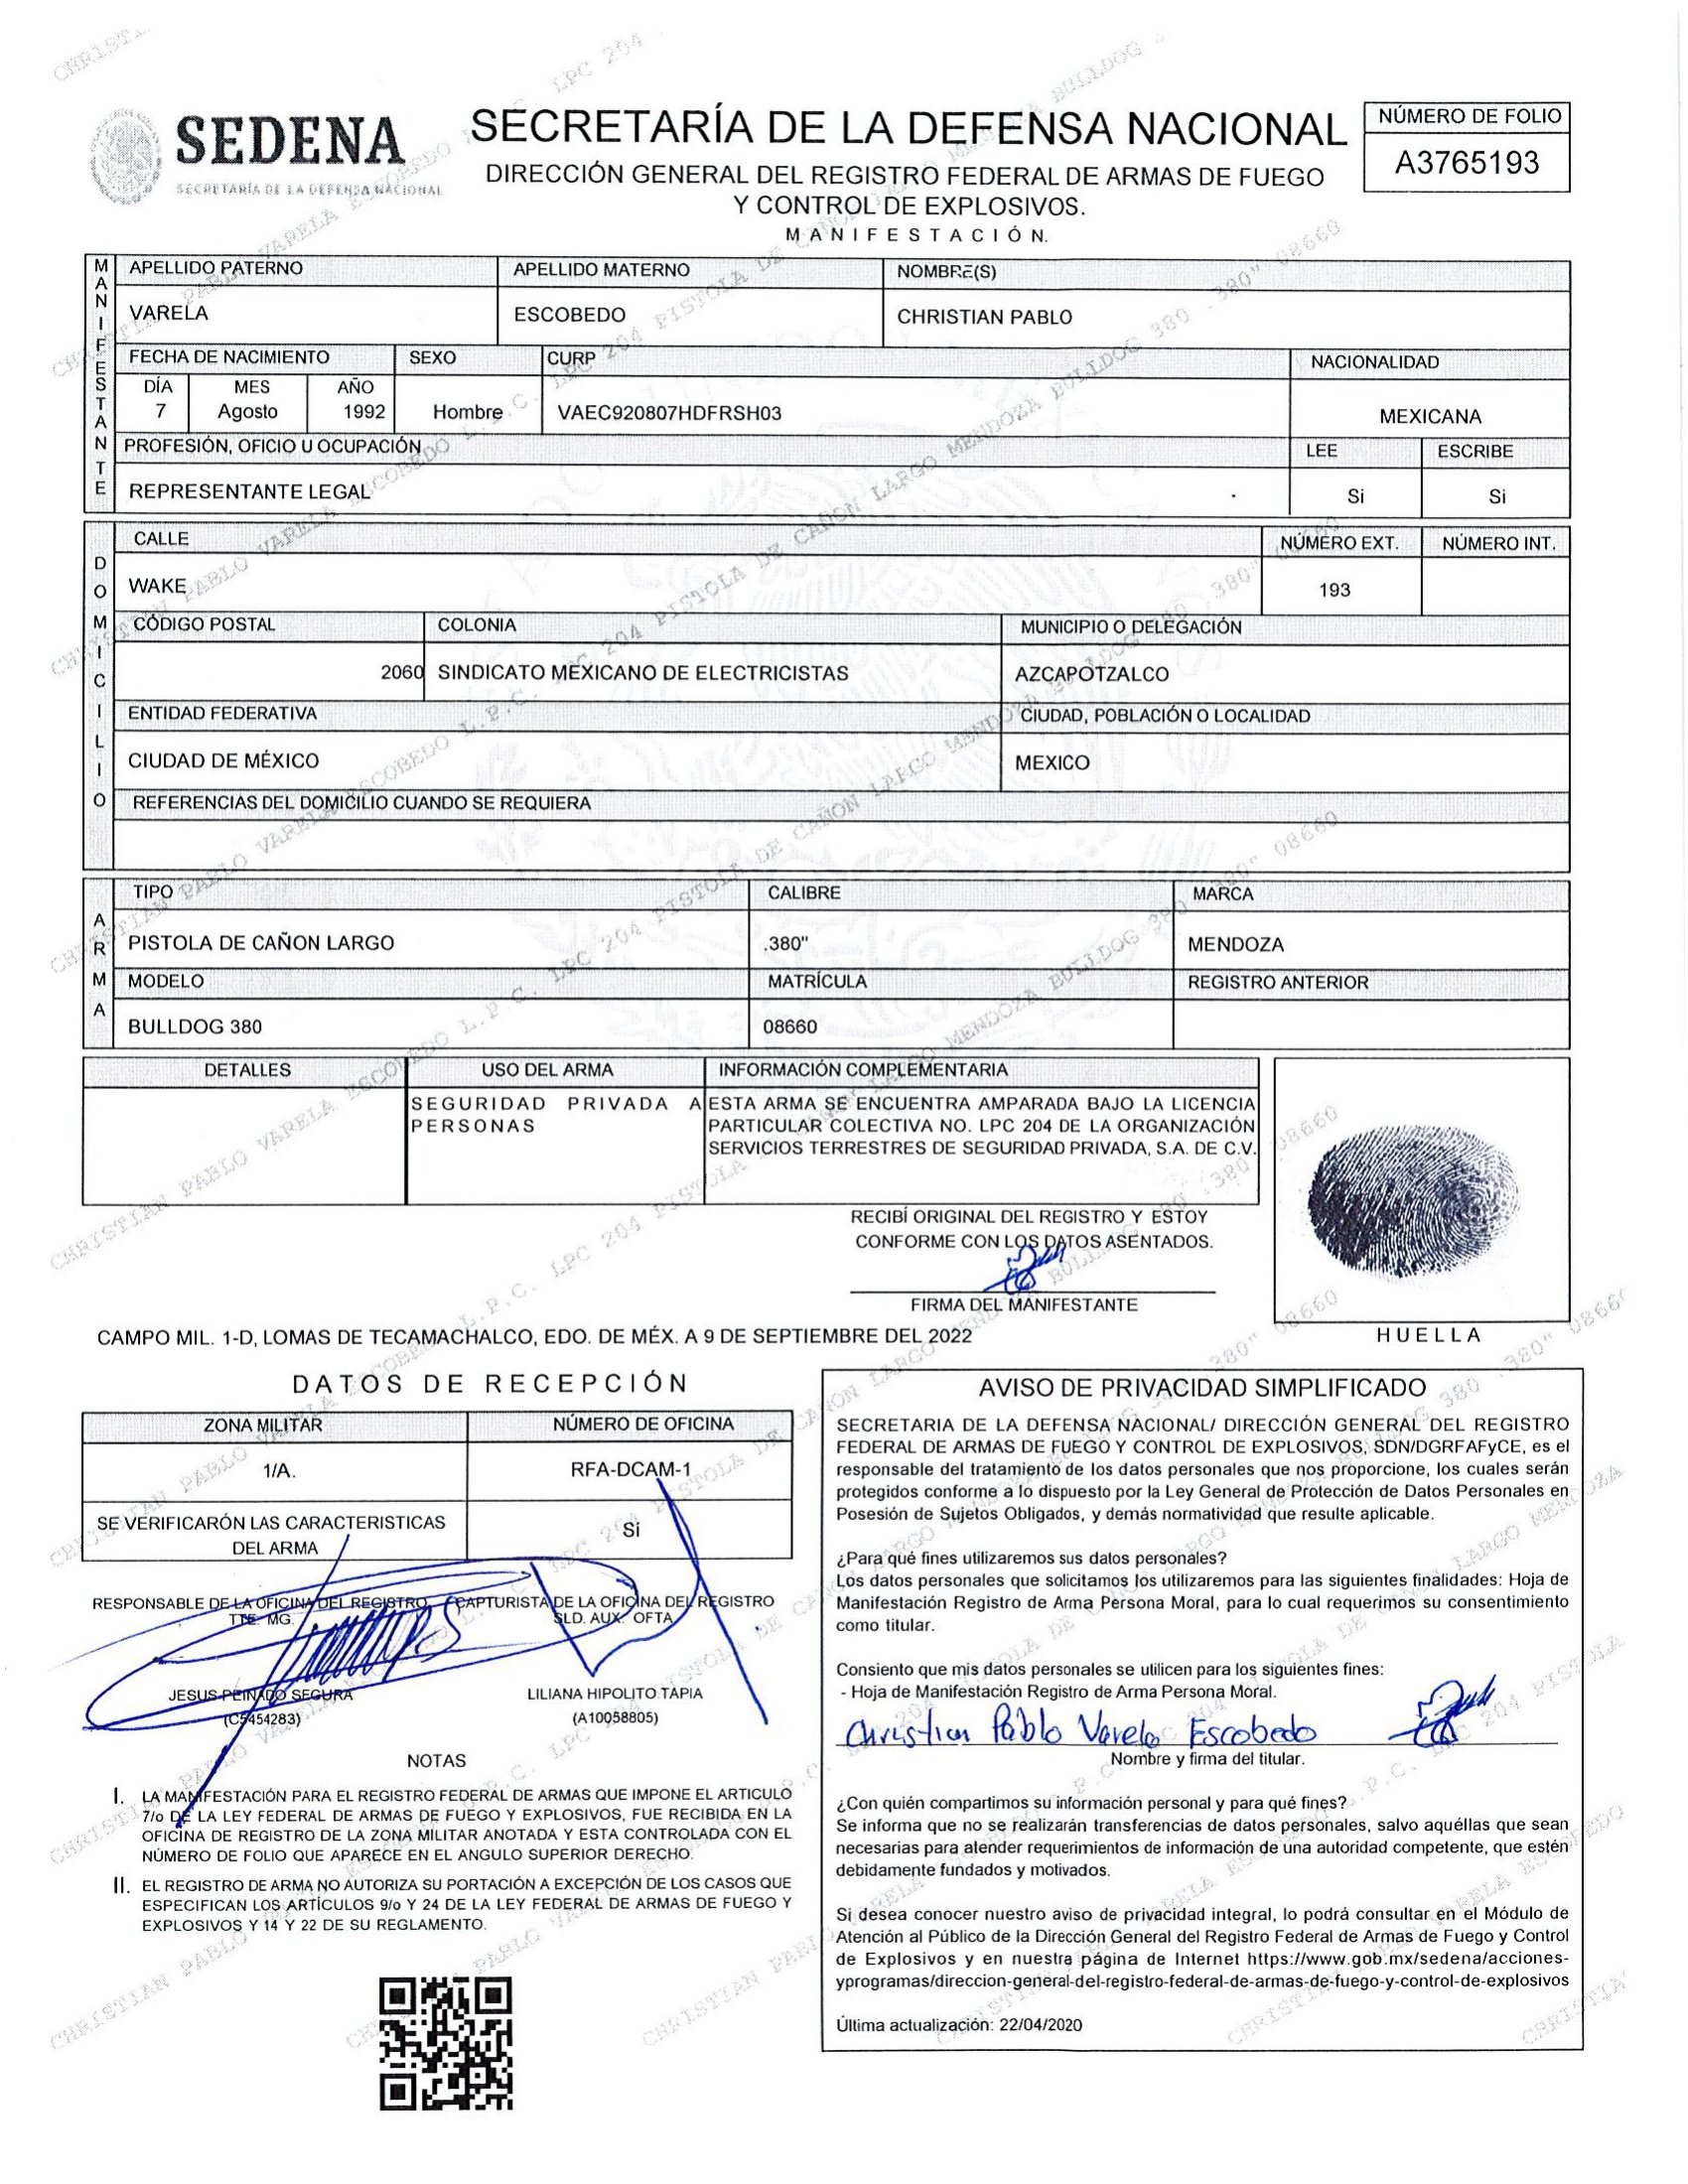 SEDENA
SECRETARÍA DE LA DEFENSA NACIONAL
SECRETARÍA DE LA DEFENSA NACIONAL
DIRECCIÓN GENERAL DEL REGISTRO FEDERAL DE ARMAS DE FUEGO
Y CONTROL DE EXPLOSIVOS.
MANIFESTACIÓN.
NÚMERO DE FOLIO
A3765193
MANIFESTANTE
APELLIDO PATERNO APELLIDO MATERNO NOMBRE(S)
VARELA ESCOBEDO CHRISTIAN PABLO
FECHA DE NACIMIENTO SEXO CURP NACIONALIDAD
DÍA MES AÑO
7 Agosto 1992 Hombre VAEC920807HDFRSH03 MEXICANA
PROFESIÓN, OFICIO U OCUPACIÓN LEE ESCRIBE
REPRESENTANTE LEGAL Si Si
DOMICILIO
CALLE NÚMERO EXT. NÚMERO INT.
WAKE 193
CÓDIGO POSTAL COLONIA MUNICIPIO O DELEGACIÓN
2060 SINDICATO MEXICANO DE ELECTRICISTAS AZCAPOTZALCO
ENTIDAD FEDERATIVA CIUDAD, POBLACIÓN O LOCALIDAD
CIUDAD DE MÉXICO MEXICO
REFERENCIAS DEL DOMICILIO CUANDO SE REQUIERA
ARMA
TIPO CALIBRE MARCA
PISTOLA DE CAÑON LARGO .380" MENDOZA
MODELO MATRÍCULA REGISTRO ANTERIOR
BULLDOG 380 08660
DETALLES USO DEL ARMA INFORMACIÓN COMPLEMENTARIA
SEGURIDAD PRIVADA A
PERSONAS
ESTA ARMA SE ENCUENTRA AMPARADA BAJO LA LICENCIA
PARTICULAR COLECTIVA NO. LPC 204 DE LA ORGANIZACIÓN
SERVICIOS TERRESTRES DE SEGURIDAD PRIVADA, S.A. DE C.V.
RECIBÍ ORIGINAL DEL REGISTRO Y ESTOY
CONFORME CON LOS DATOS ASENTADOS.
FIRMA DEL MANIFESTANTE
HUELLA
CAMPO MIL. 1-D, LOMAS DE TECAMACHALCO, EDO. DE MÉX. A 9 DE SEPTIEMBRE DEL 2022
DATOS DE RECEPCIÓN
ZONA MILITAR NÚMERO DE OFICINA
1/A. RFA-DCAM-1
SE VERIFICARÓN LAS CARACTERISTICAS
DEL ARMA
Si
RESPONSABLE DE LA OFICINA DEL REGISTRO
TTE. MG.
CAPTURISTA DE LA OFICINA DEL REGISTRO
SLD. AUX. OFTA
JESUS PEINADO SEGURA
(C5454283)
LILIANA HIPOLITO TAPIA
(A10058805)
NOTAS
I. LA MANIFESTACIÓN PARA EL REGISTRO FEDERAL DE ARMAS QUE IMPONE EL ARTICULO
7/o DE LA LEY FEDERAL DE ARMAS DE FUEGO Y EXPLOSIVOS, FUE RECIBIDA EN LA
OFICINA DE REGISTRO DE LA ZONA MILITAR ANOTADA Y ESTA CONTROLADA CON EL
NÚMERO DE FOLIO QUE APARECE EN EL ANGULO SUPERIOR DERECHO.
II. EL REGISTRO DE ARMA NO AUTORIZA SU PORTACIÓN A EXCEPCIÓN DE LOS CASOS QUE
ESPECIFICAN LOS ARTÍCULOS 9/o Y 24 DE LA LEY FEDERAL DE ARMAS DE FUEGO Y
EXPLOSIVOS Y 14 Y 22 DE SU REGLAMENTO.
AVISO DE PRIVACIDAD SIMPLIFICADO
SECRETARIA DE LA DEFENSA NACIONAL/ DIRECCIÓN GENERAL DEL REGISTRO
FEDERAL DE ARMAS DE FUEGO Y CONTROL DE EXPLOSIVOS, SDN/DGRFAFyCE, es el
responsable del tratamiento de los datos personales que nos proporcione, los cuales serán
protegidos conforme a lo dispuesto por la Ley General de Protección de Datos Personales en
Posesión de Sujetos Obligados, y demás normatividad que resulte aplicable.
¿Para qué fines utilizaremos sus datos personales?
Los datos personales que solicitamos los utilizaremos para las siguientes finalidades: Hoja de
Manifestación Registro de Arma Persona Moral, para lo cual requerimos su consentimiento
como titular.
Consiento que mis datos personales se utilicen para los siguientes fines:
- Hoja de Manifestación Registro de Arma Persona Moral.
Christian Pablo Varela Escobedo
Nombre y firma del titular.
¿Con quién compartimos su información personal y para qué fines?
Se informa que no se realizarán transferencias de datos personales, salvo aquéllas que sean
necesarias para atender requerimientos de información de una autoridad competente, que estén
debidamente fundados y motivados.
Si desea conocer nuestro aviso de privacidad integral, lo podrá consultar en el Módulo de
Atención al Público de la Dirección General del Registro Federal de Armas de Fuego y Control
de Explosivos y en nuestra página de Internet https://www.gob.mx/sedena/acciones-
yprogramas/direccion-general-del-registro-federal-de-armas-de-fuego-y-control-de-explosivos
Última actualización: 22/04/2020